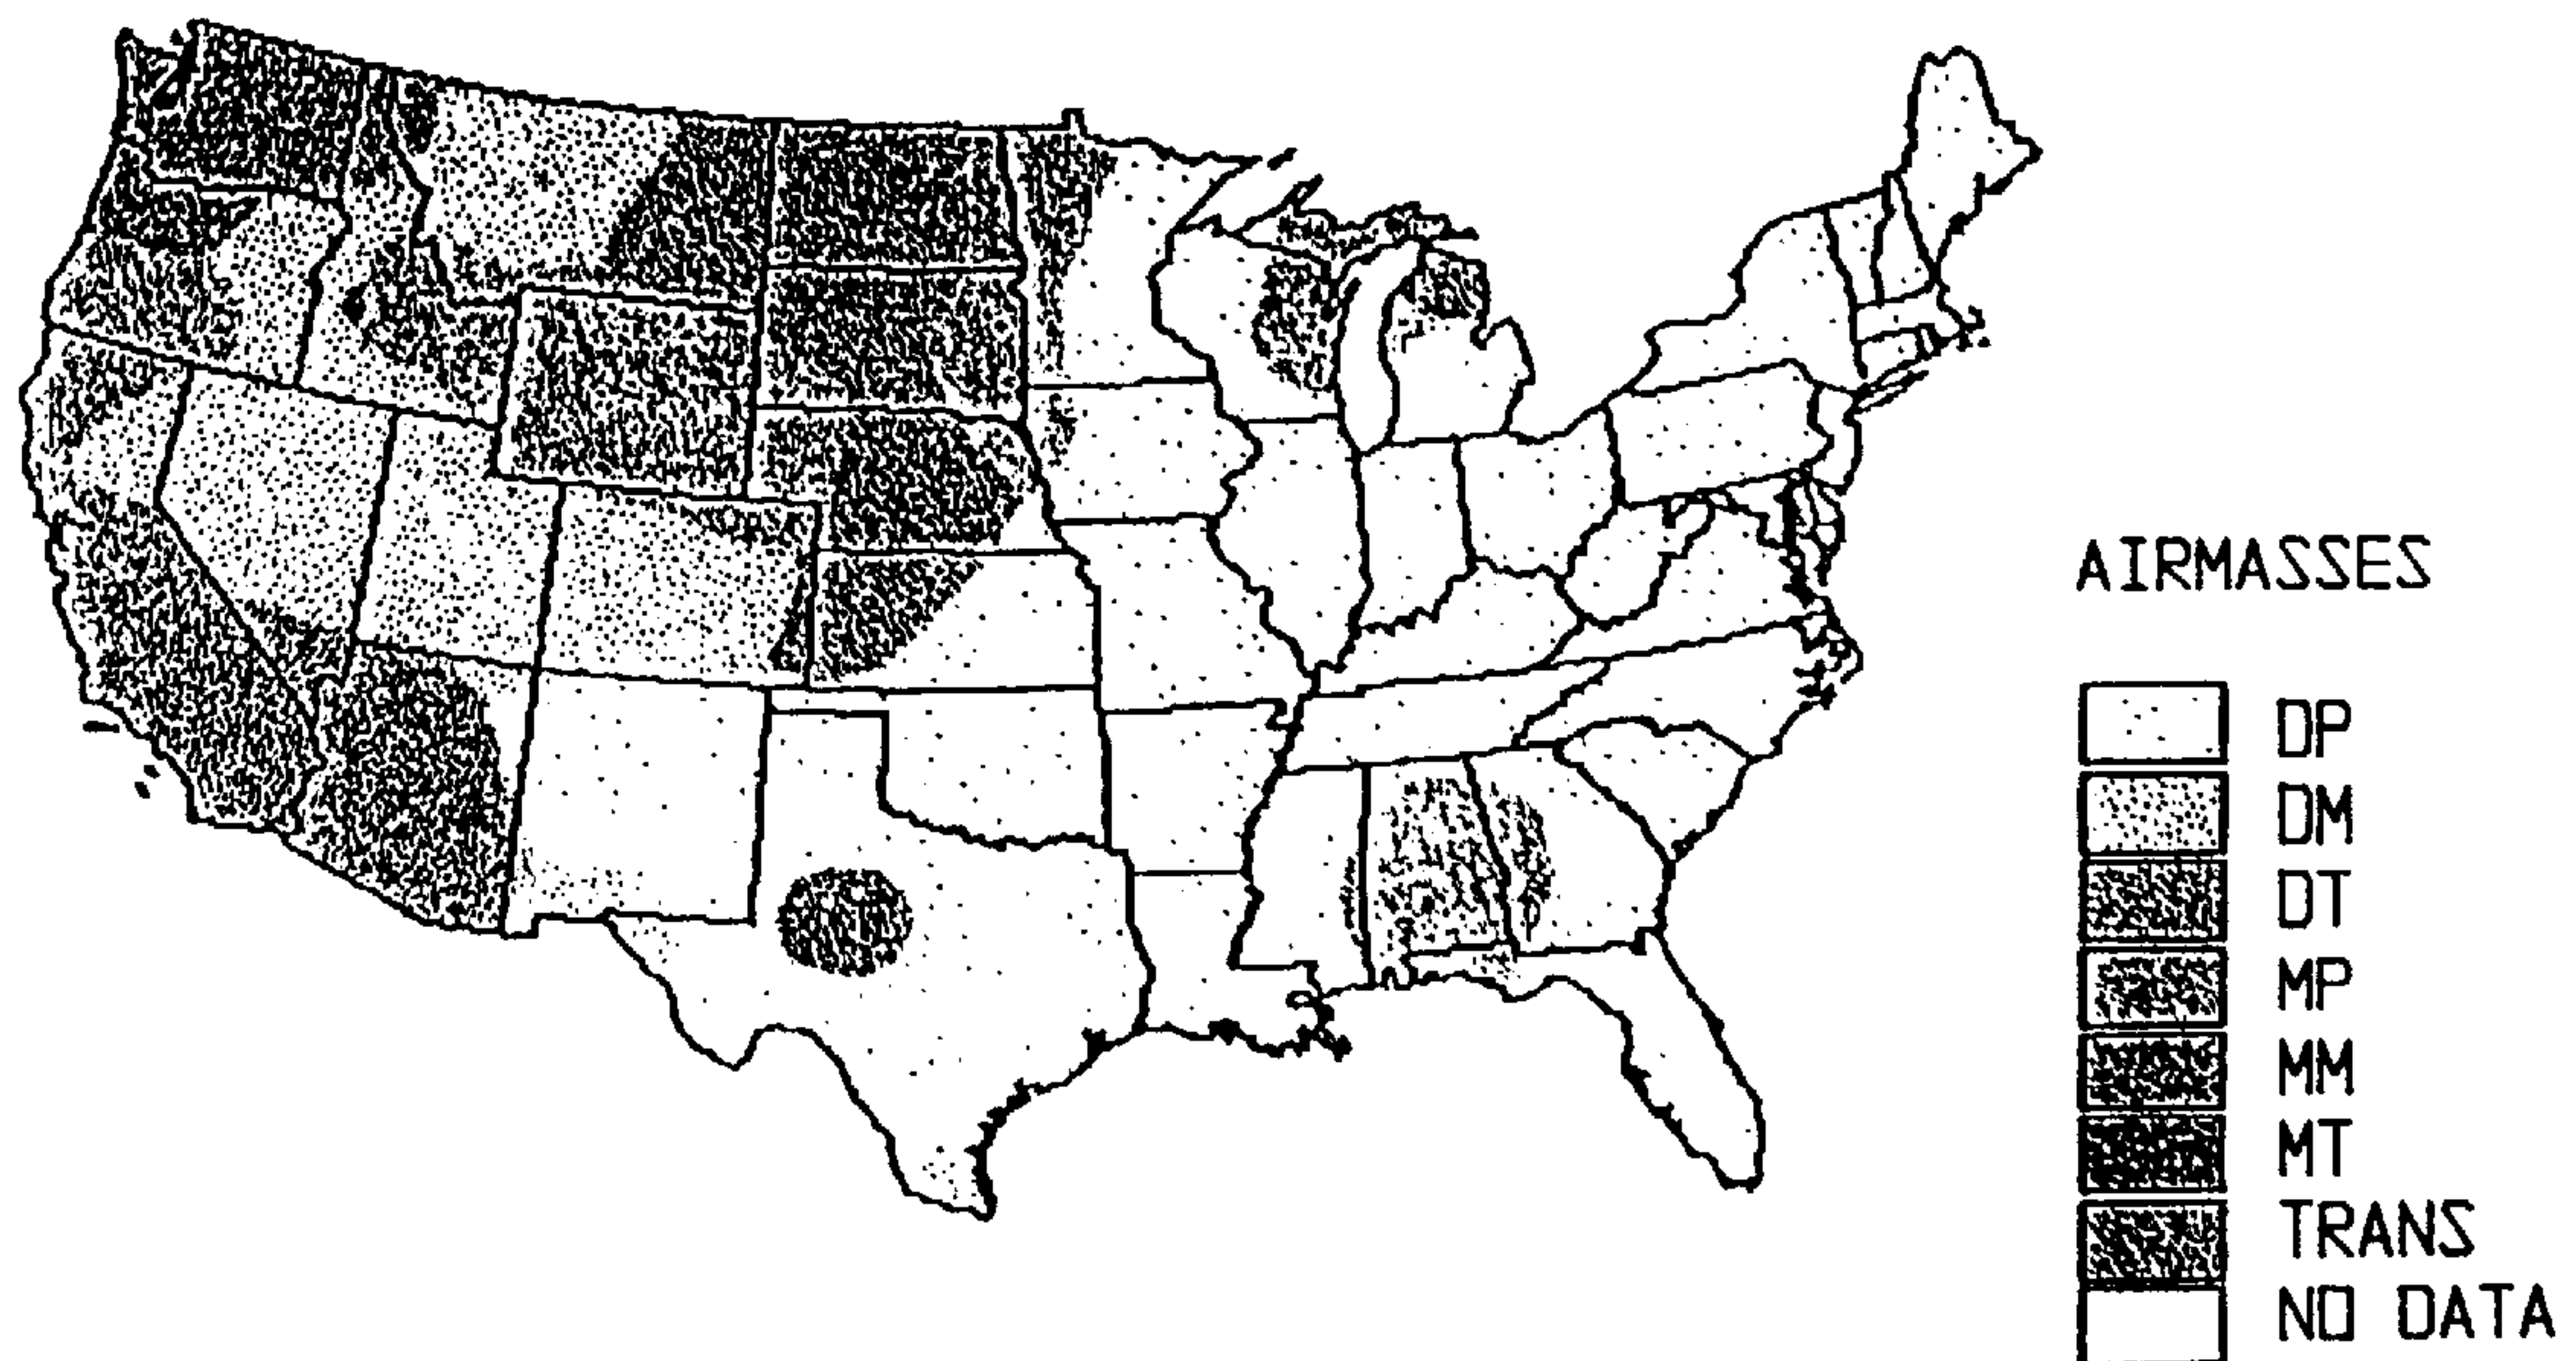 AIRMASSES
DP
DM
DT
MP
MM
MT
TRANS
NO DATA